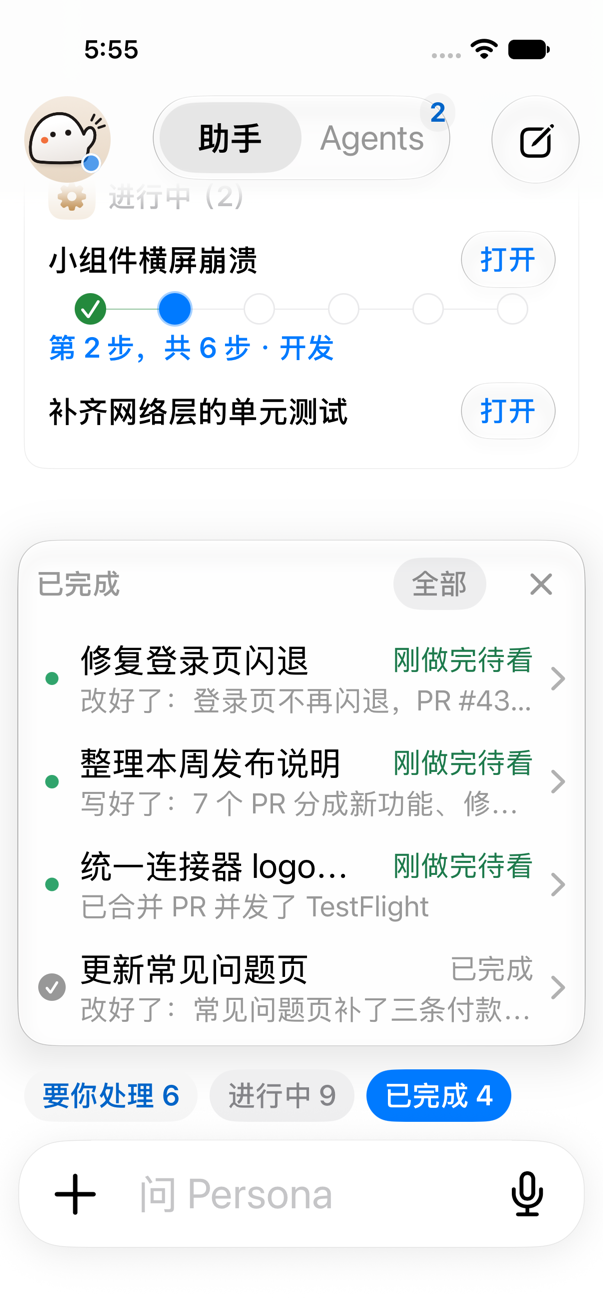 5:55
助手
Agents
2
进行中（2）
小组件横屏崩溃
打开
第 2 步，共 6 步 · 开发
补齐网络层的单元测试
打开
已完成
全部
修复登录页闪退
刚做完待看
改好了：登录页不再闪退，PR #43...
整理本周发布说明
刚做完待看
写好了：7 个 PR 分成新功能、修...
统一连接器 logo...
刚做完待看
已合并 PR 并发了 TestFlight
更新常见问题页
已完成
改好了：常见问题页补了三条付款...
要你处理 6
进行中 9
已完成 4
问 Persona